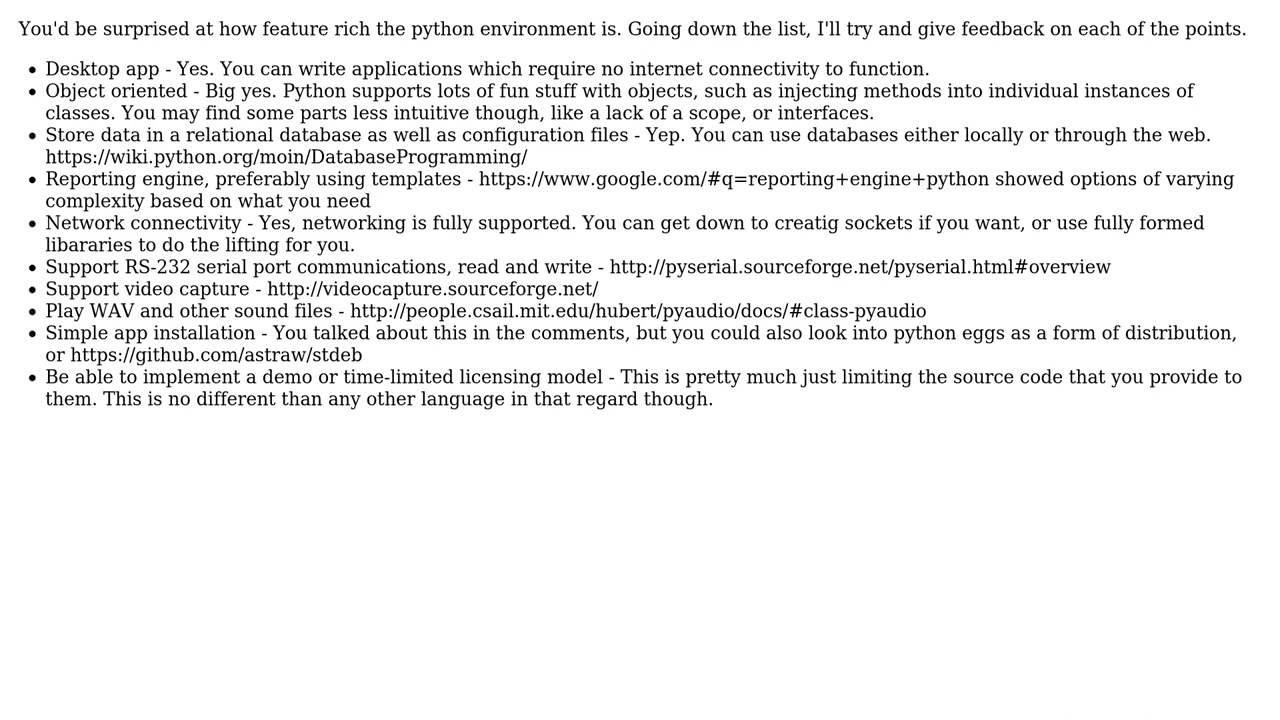 You'd be surprised at how feature rich the python environment is. Going down the list, I'll try and give feedback on each of the points.
• Desktop app - Yes. You can write applications which require no internet connectivity to function.
• Object oriented - Big yes. Python supports lots of fun stuff with objects, such as injecting methods into individual instances of
classes. You may find some parts less intuitive though, like a lack of a scope, or interfaces.
• Store data in a relational database as well as configuration files - Yep. You can use databases either locally or through the web.
https://wiki.python.org/moin/DatabaseProgramming/
• Reporting engine, preferably using templates - https://www.google.com/#q=reporting+engine+python showed options of varying
complexity based on what you need
• Network connectivity - Yes, networking is fully supported. You can get down to creatig sockets if you want, or use fully formed
libararies to do the lifting for you.
• Support RS-232 serial port communications, read and write - http://pyserial.sourceforge.net/pyserial.html#overview
• Support video capture - http://videocapture.sourceforge.net/
• Play WAV and other sound files - http://people.csail.mit.edu/hubert/pyaudio/docs/#class-pyaudio
• Simple app installation - You talked about this in the comments, but you could also look into python eggs as a form of distribution,
or https://github.com/astraw/stdeb
• Be able to implement a demo or time-limited licensing model - This is pretty much just limiting the source code that you provide to
them. This is no different than any other language in that regard though.